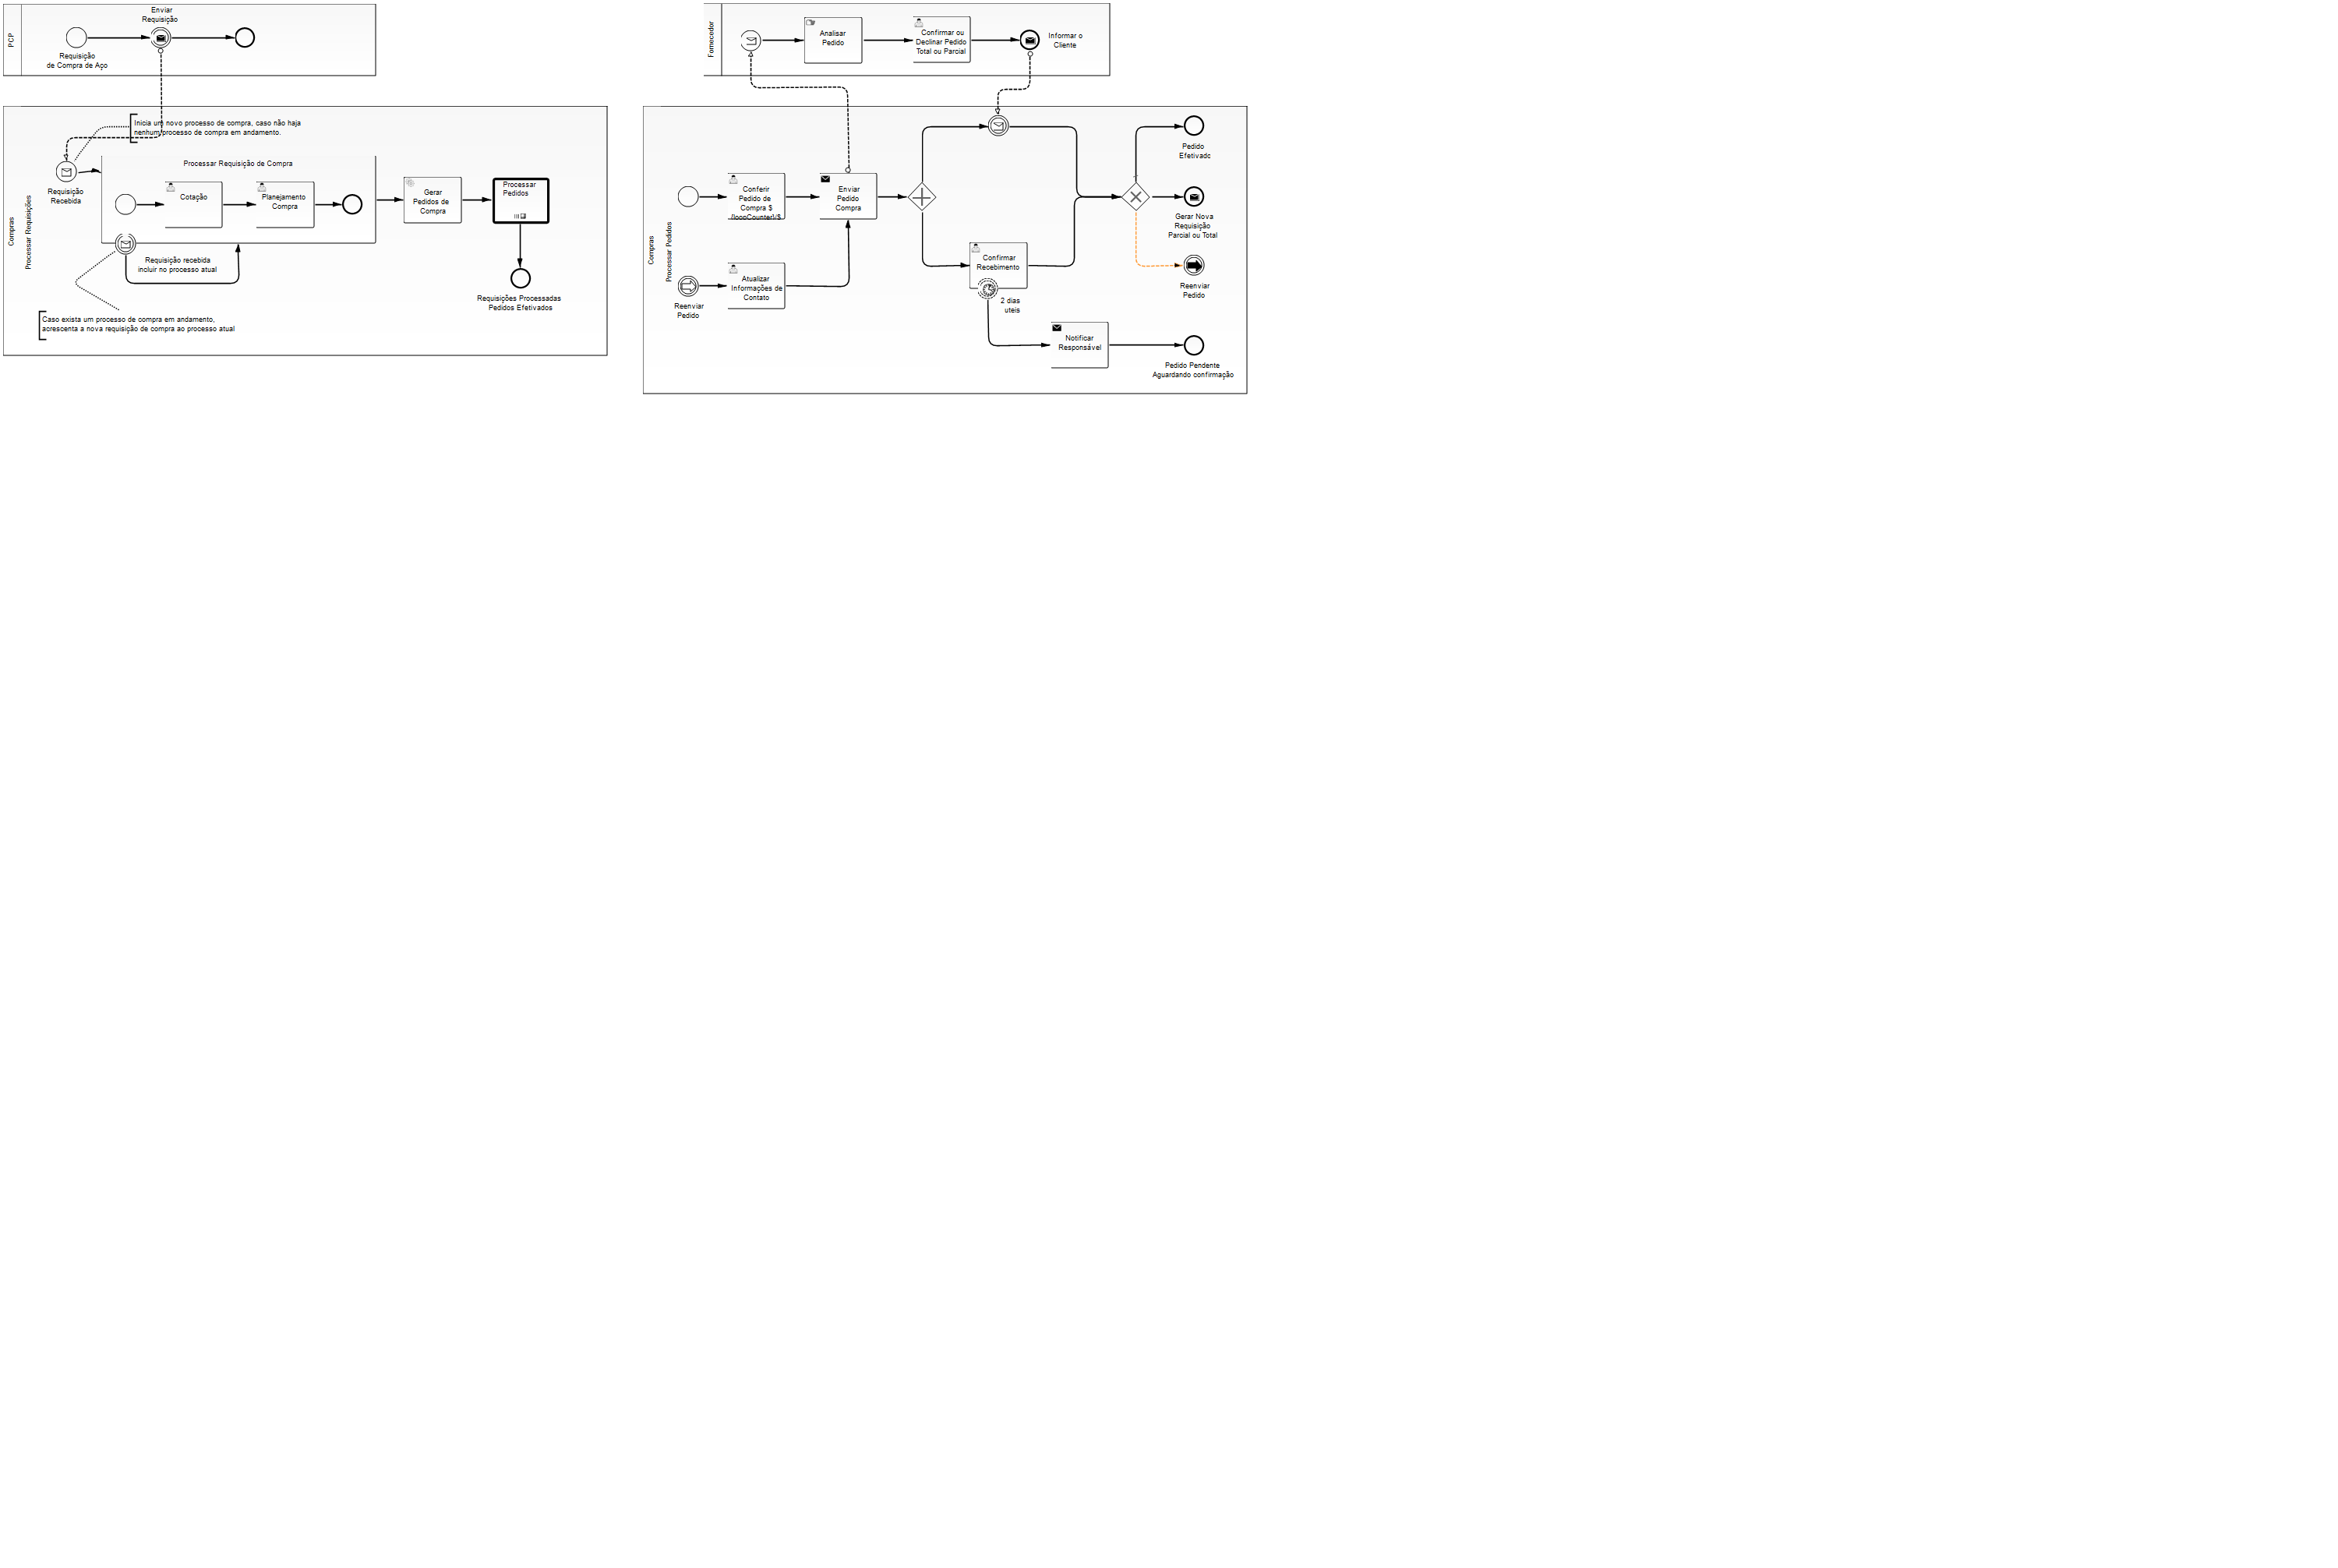 PCP
Enviar
Requisição
Requisição
de Compra de Aço
Compras
Processar Requisições
Inicia um novo processo de compra, caso não haja
nenhum processo de compra em andamento.
Requisição
Recebida
Processar Requisição de Compra
Cotação
Planejamento
Compra
Requisição recebida
incluir no processo atual
Caso exista um processo de compra em andamento,
acrescenta a nova requisição de compra ao processo atual
Gerar
Pedidos de
Compra
Processar
Pedidos
Requisições Processadas
Pedidos Efetivados
Fornecedor
Analisar
Pedido
Confirmar ou
Declinar Pedido
Total ou Parcial
Informar o
Cliente
Compras
Processar Pedidos
Conferir
Pedido de
Compra $
/loopCounter\/$
Enviar
Pedido
Compra
Reenviar
Pedido
Atualizar
Informações de
Contato
Confirmar
Recebimento
2 dias
uteis
Notificar
Responsável
Pedido
Efetivado
Gerar Nova
Requisição
Parcial ou Total
Reenviar
Pedido
Pedido Pendente
Aguardando confirmação